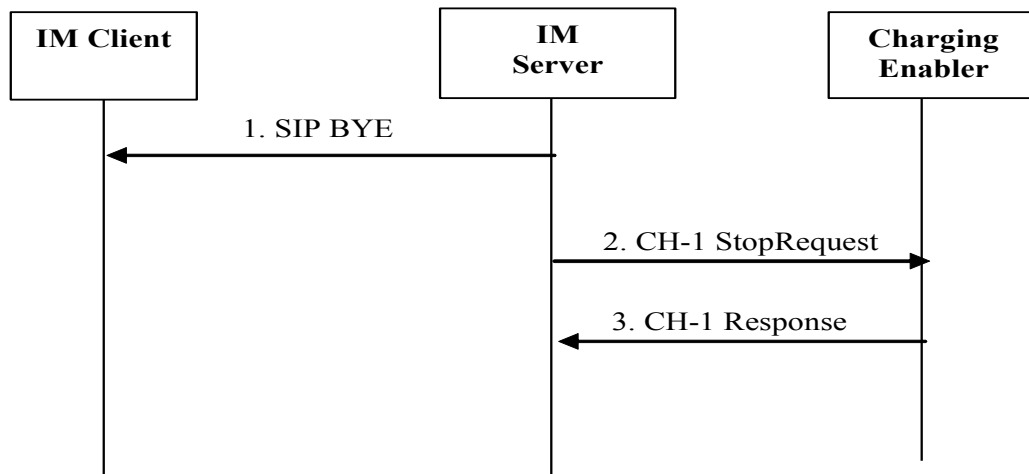 IM Client
IM
Server
Charging
Enabler
1. SIP BYE
2. CH-1 StopRequest
3. CH-1 Response